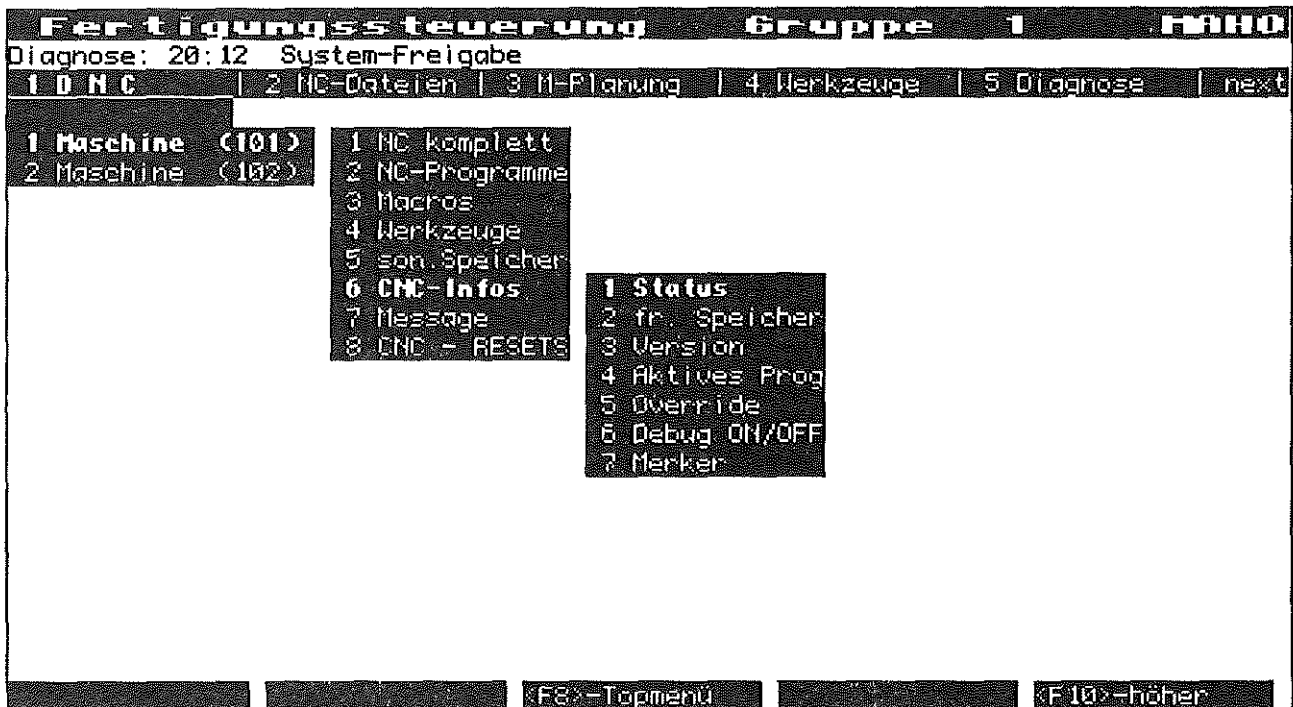 Fertigungssteuerung Gruppe 1 MAHO
Diagnose: 20:12 System-Freigabe
1 D N C | 2 NC-Dateien | 3 M-Planung | 4 Werkzeuge | 5 Diagnose | next
1 Maschine (101)
2 Maschine (102)
1 NC komplett
2 NC-Programme
3 Macros
4 Werkzeuge
5 son.Speicher
6 CNC-Infos
7 Message
8 CNC - RESETS
1 Status
2 fr. Speicher
3 Version
4 Aktives Prog
5 Override
6 Debug ON/OFF
7 Merker
<F8>-Topmenü <F10>-höher